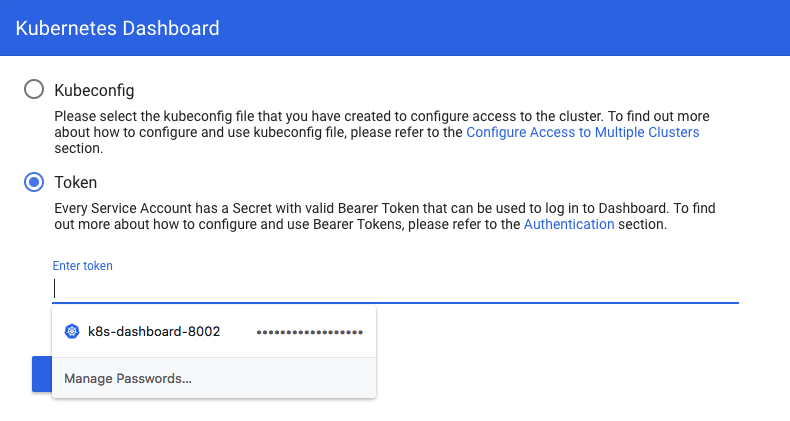 Kubernetes Dashboard
Kubeconfig
Please select the kubeconfig file that you have created to configure access to the cluster. To find out more
about how to configure and use kubeconfig file, please refer to the Configure Access to Multiple Clusters
section.
Token
Every Service Account has a Secret with valid Bearer Token that can be used to log in to Dashboard. To find
out more about how to configure and use Bearer Tokens, please refer to the Authentication section.
Enter token
k8s-dashboard-8002 ••••••••••••••••••
Manage Passwords...